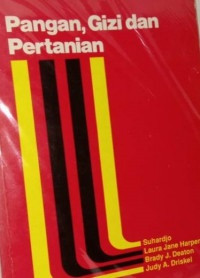 Pangan, Gizi dan
Pertanian
Suhardjo
Laura Jane Harper
Brady J. Deaton
Judy A. Driskel